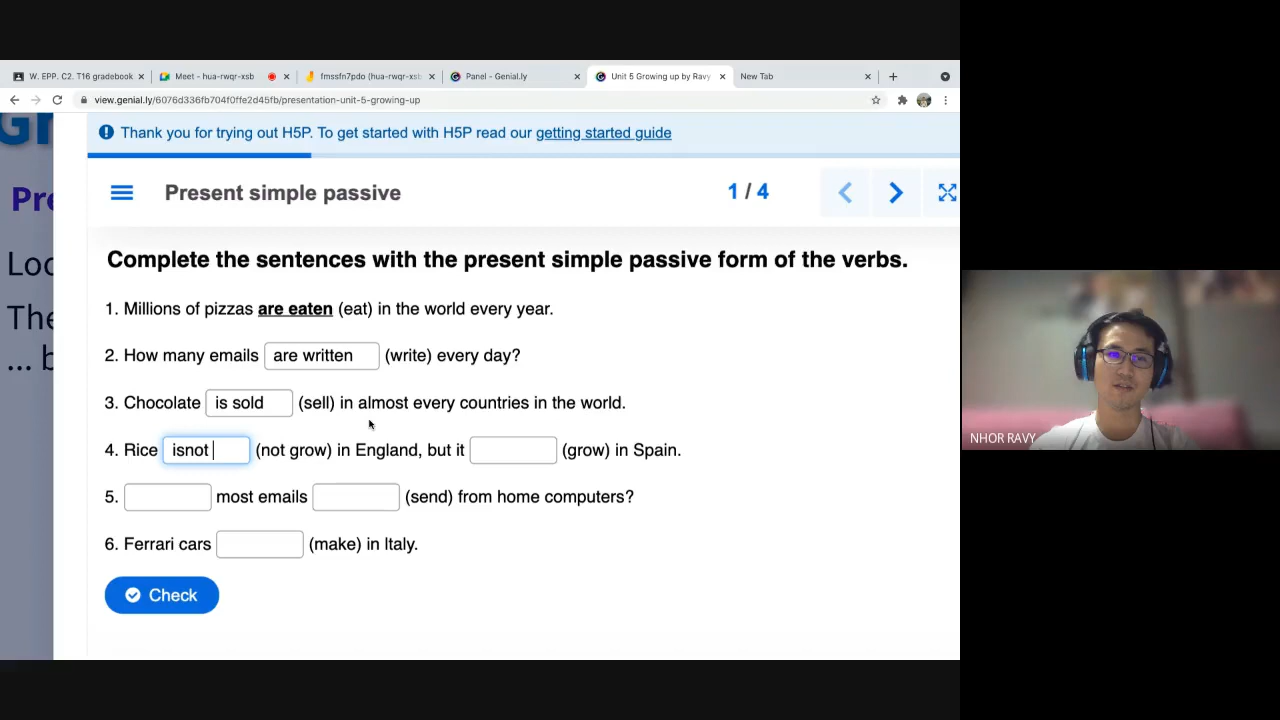 W. EPP. C2. T16 gradebook
Meet - hua-rwqr-xsb
fmssfn7pdo (hua-rwqr-xsb
Panel - Genial.ly
Unit 5 Growing up by Ravy
New Tab
view.genial.ly/6076d336fb704f0ffe2d45fb/presentation-unit-5-growing-up
Thank you for trying out H5P. To get started with H5P read our getting started guide
Present simple passive
1 / 4
Complete the sentences with the present simple passive form of the verbs.
1. Millions of pizzas are eaten (eat) in the world every year.
2. How many emails are written (write) every day?
3. Chocolate is sold (sell) in almost every countries in the world.
4. Rice isnot (not grow) in England, but it (grow) in Spain.
5. most emails (send) from home computers?
6. Ferrari cars (make) in Italy.
Check
NHOR RAVY